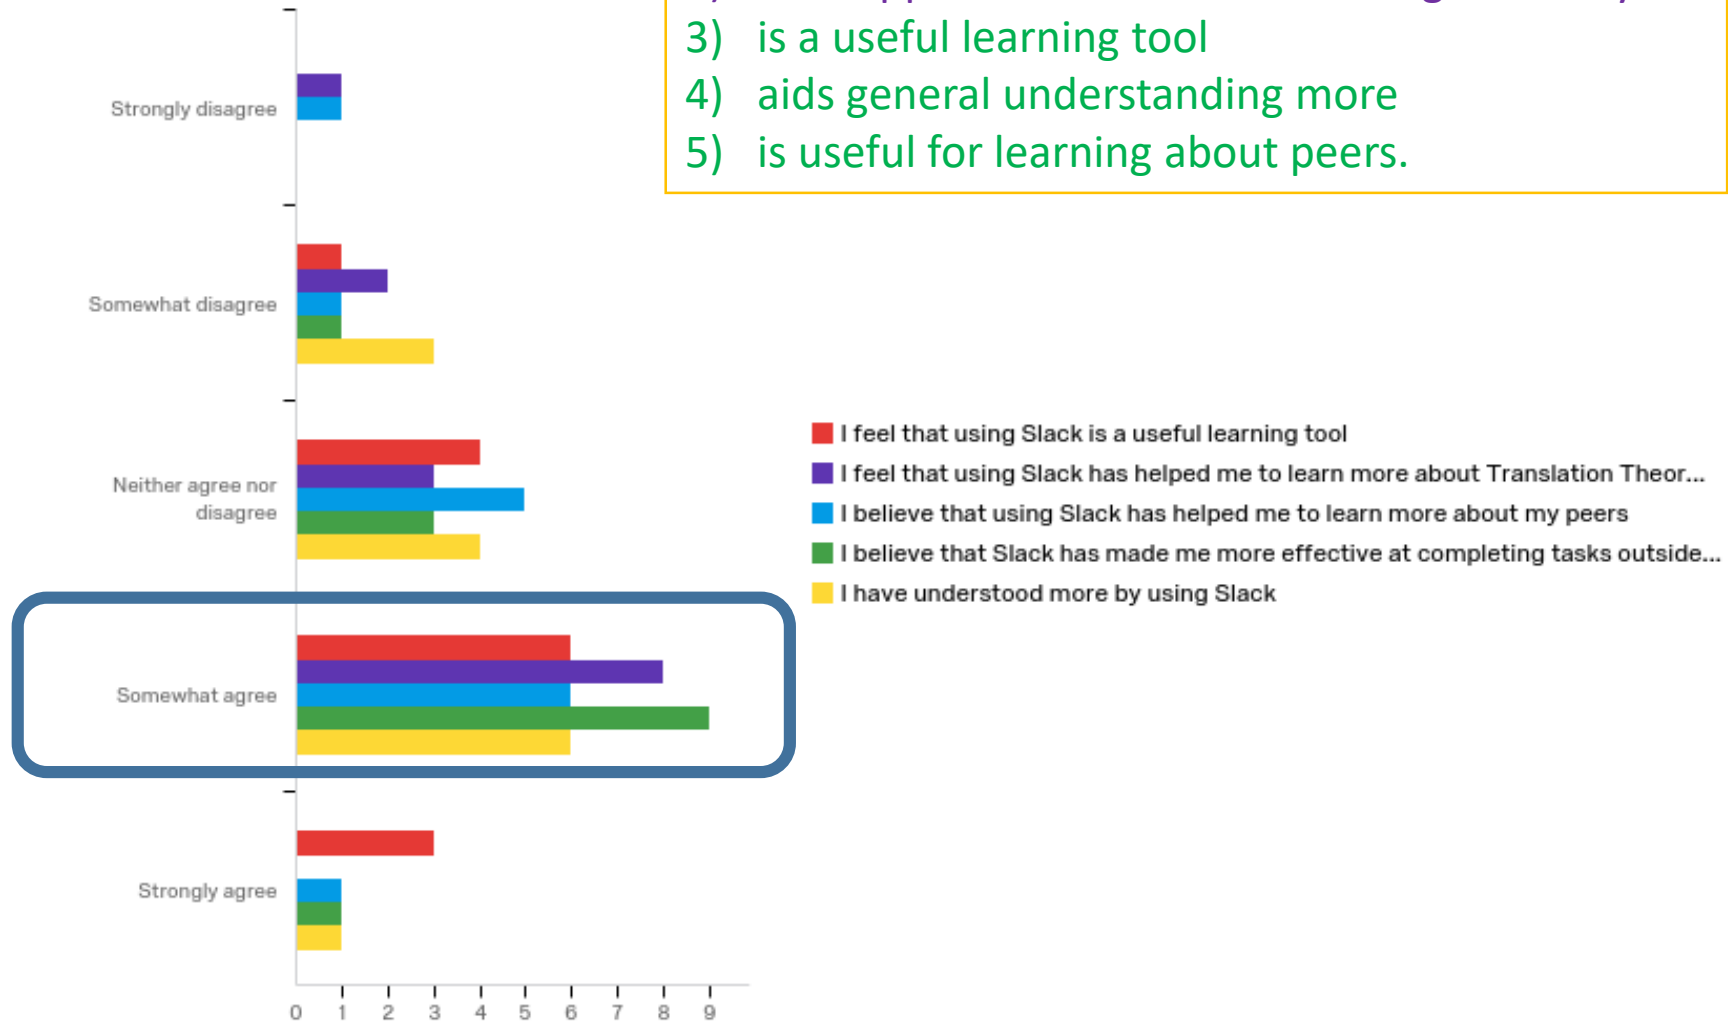 3) is a useful learning tool
4) aids general understanding more
5) is useful for learning about peers.
Strongly disagree
Somewhat disagree
Neither agree nor
disagree
Somewhat agree
Strongly agree
0 1 2 3 4 5 6 7 8 9
I feel that using Slack is a useful learning tool
I feel that using Slack has helped me to learn more about Translation Theor...
I believe that using Slack has helped me to learn more about my peers
I believe that Slack has made me more effective at completing tasks outside...
I have understood more by using Slack